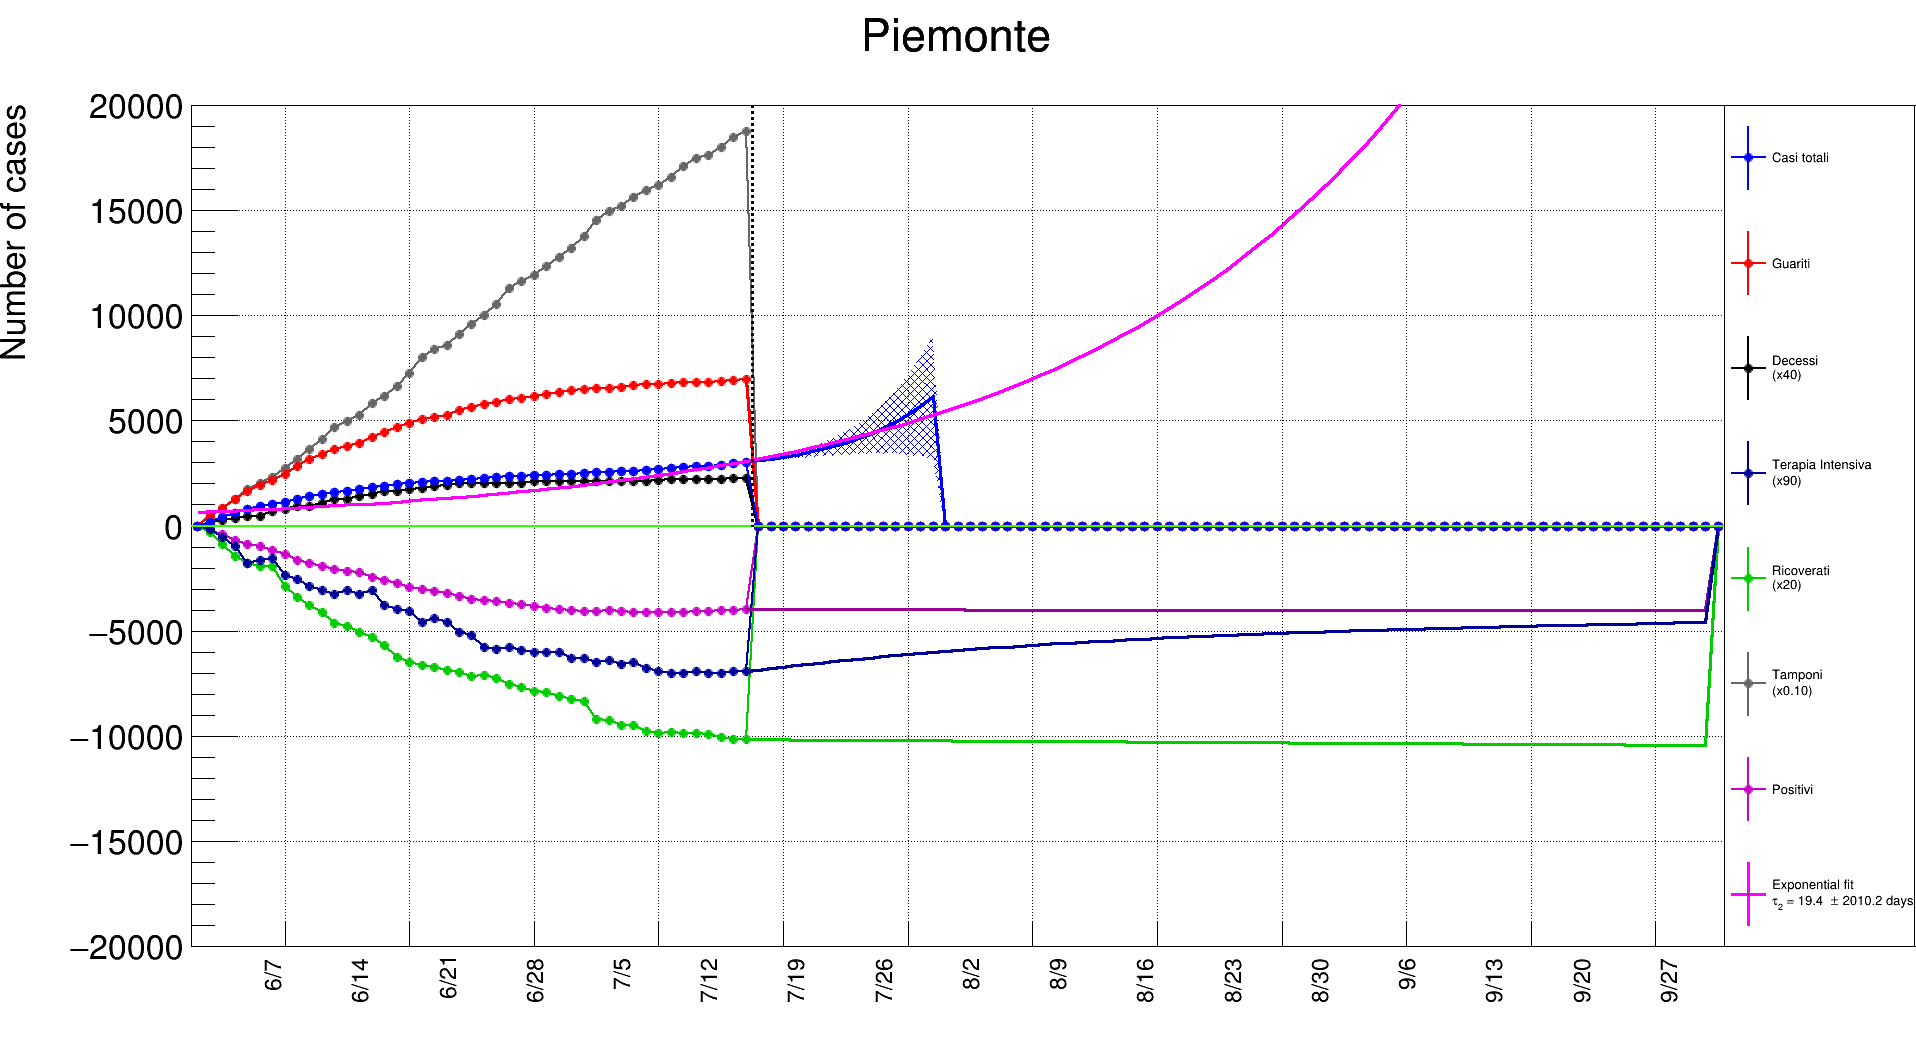 Piemonte
Number of cases
20000
15000
10000
5000
0
−5000
−10000
−15000
−20000
6/7
6/14
6/21
6/28
7/5
7/12
7/19
7/26
8/2
8/9
8/16
8/23
8/30
9/6
9/13
9/20
9/27
Casi totali
Guariti
Decessi
(x40)
Terapia Intensiva
(x90)
Ricoverati
(x20)
Tamponi
(x0.10)
Positivi
Exponential fit
τ2 = 19.4 ± 2010.2 days